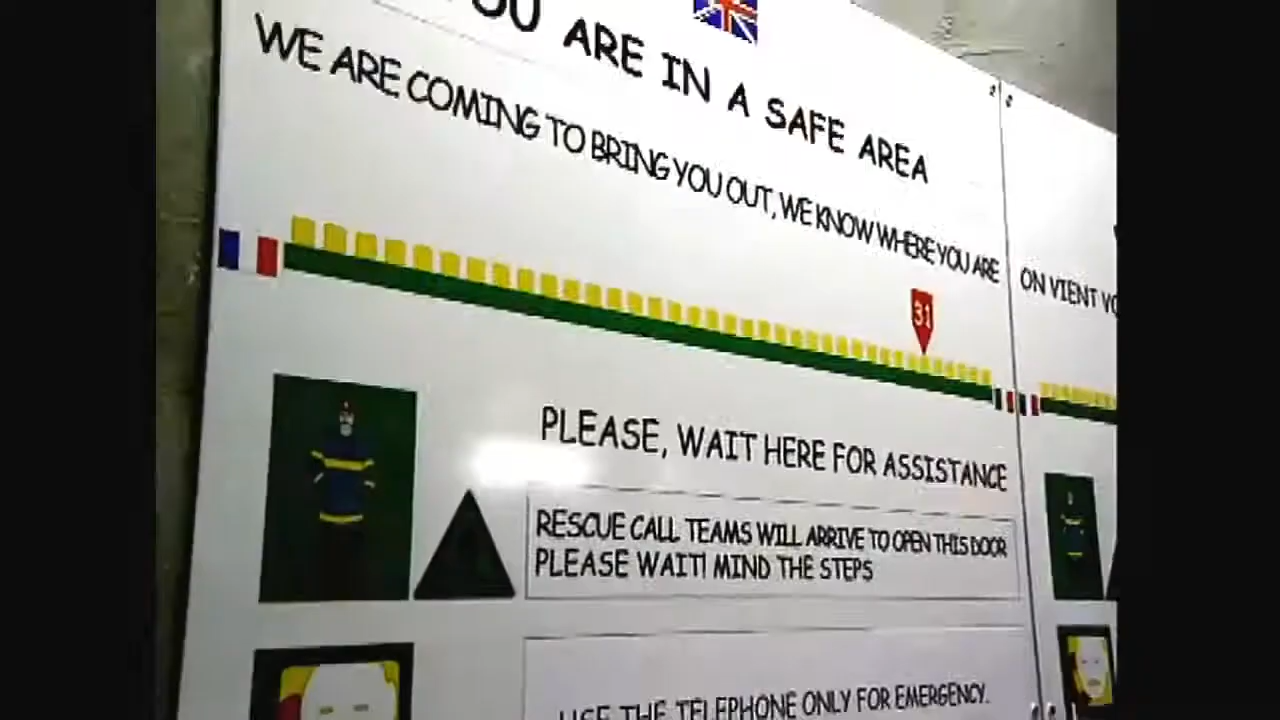 ARE IN A SAFE AREA
WE ARE COMING TO BRING YOU OUT, WE KNOW WHERE YOU ARE
31
PLEASE, WAIT HERE FOR ASSISTANCE
RESCUE CALL TEAMS WILL ARRIVE TO OPEN THIS DOOR
PLEASE WAIT! MIND THE STEPS
USE THE TELEPHONE ONLY FOR EMERGENCY.
ON VIENT